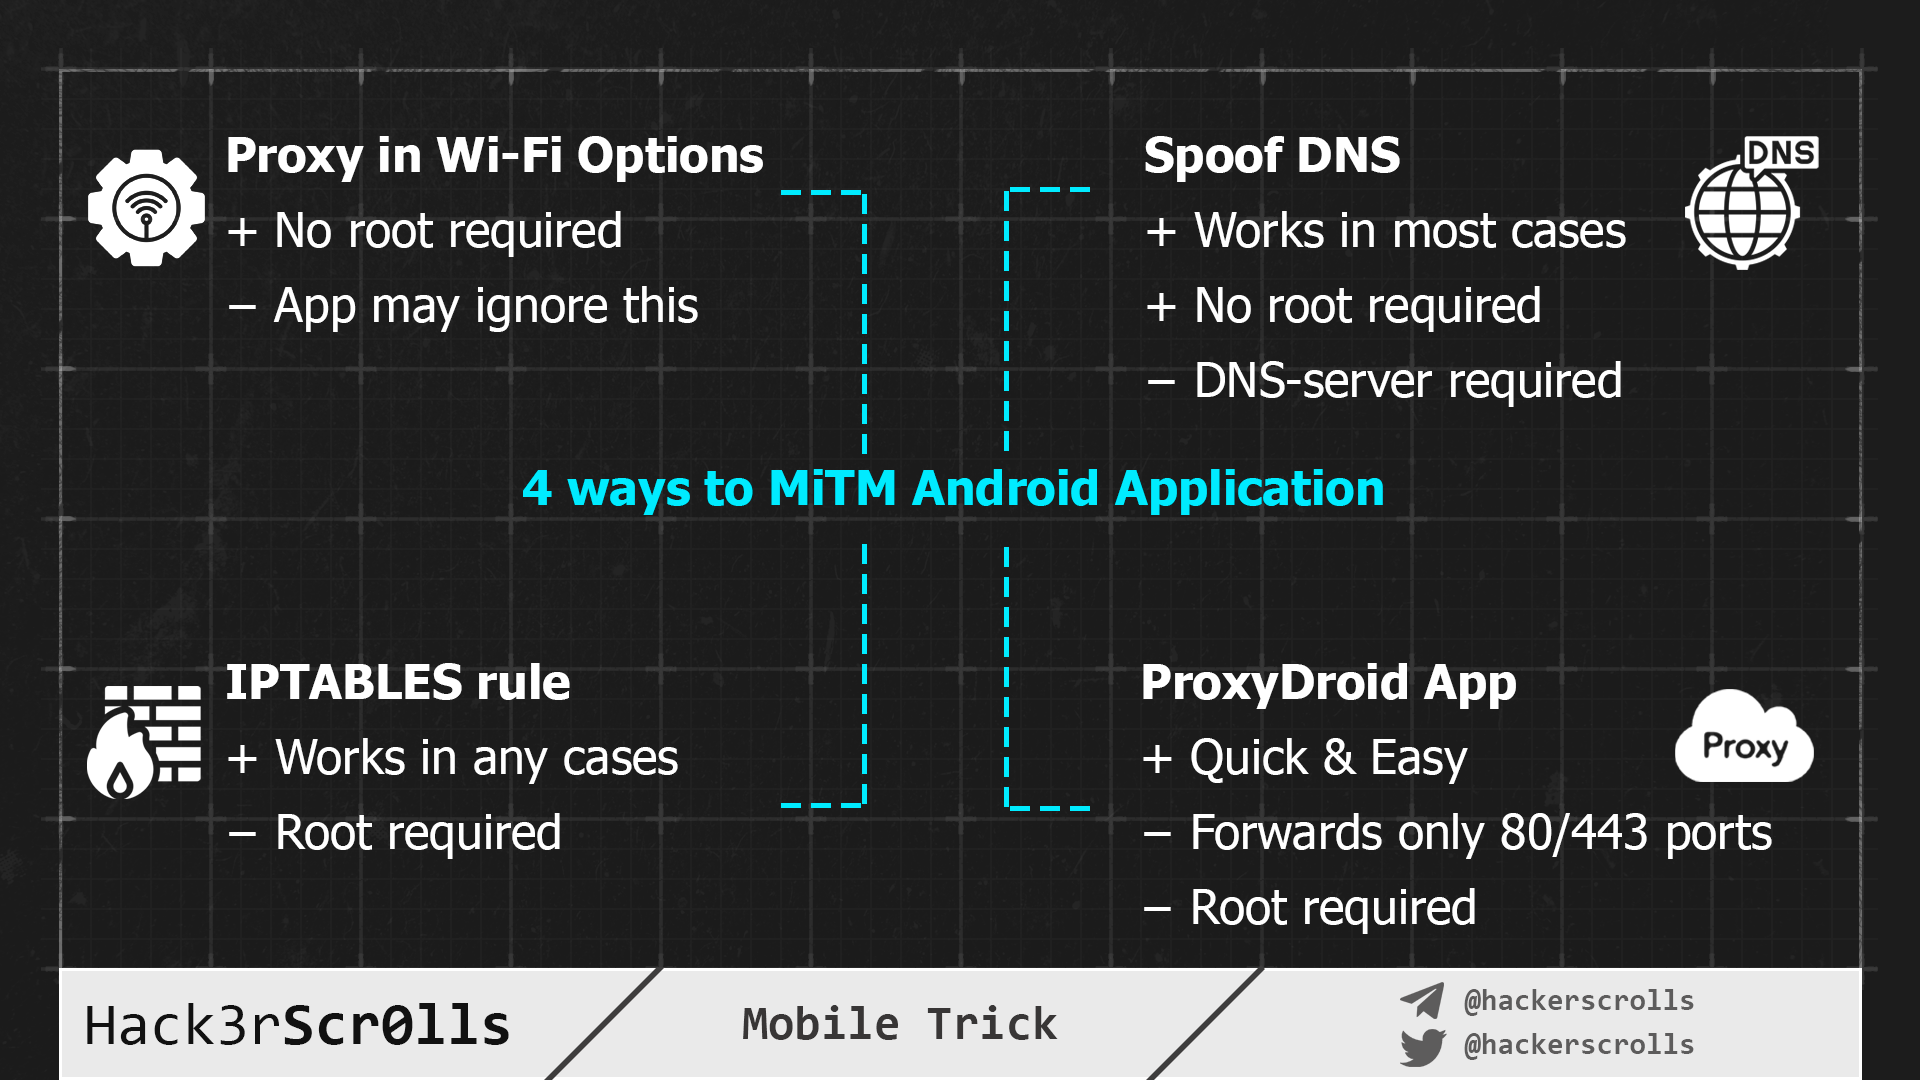 Proxy in Wi-Fi Options
+ No root required
− App may ignore this
Spoof DNS
+ Works in most cases
+ No root required
− DNS-server required
DNS
4 ways to MiTM Android Application
IPTABLES rule
+ Works in any cases
− Root required
ProxyDroid App
+ Quick & Easy
− Forwards only 80/443 ports
− Root required
Proxy
Hack3rScr0lls
Mobile Trick
@hackerscrolls
@hackerscrolls